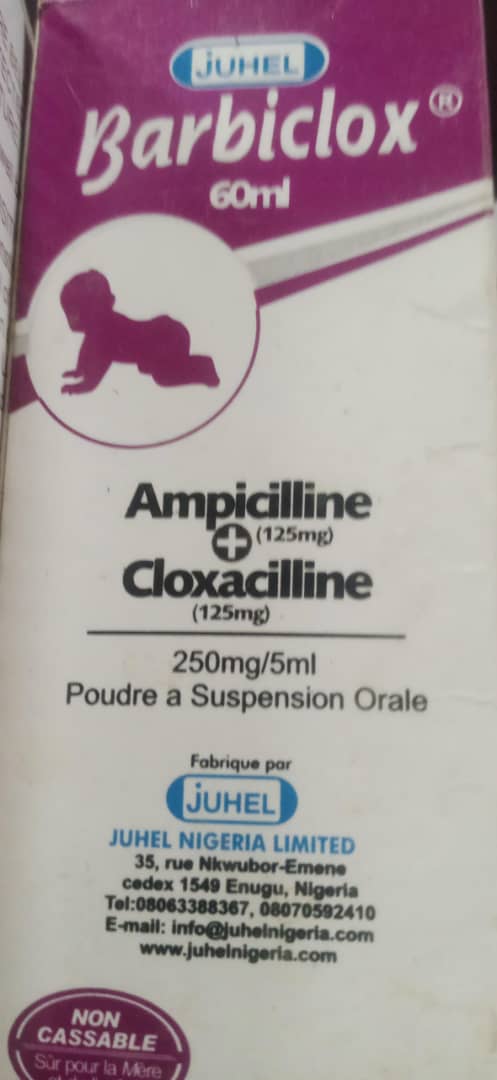 JUHEL
Barbiclox®
60ml
Ampicilline
+ (125mg)
Cloxacilline
(125mg)
250mg/5ml
Poudre a Suspension Orale
Fabrique par
JUHEL
JUHEL NIGERIA LIMITED
35, rue Nkwubor-Emene
cedex 1549 Enugu, Nigeria
Tel:08063388367, 08070592410
E-mail: info@juhelnigeria.com
www.juhelnigeria.com
NON
CASSABLE
Sûr pour la Mère